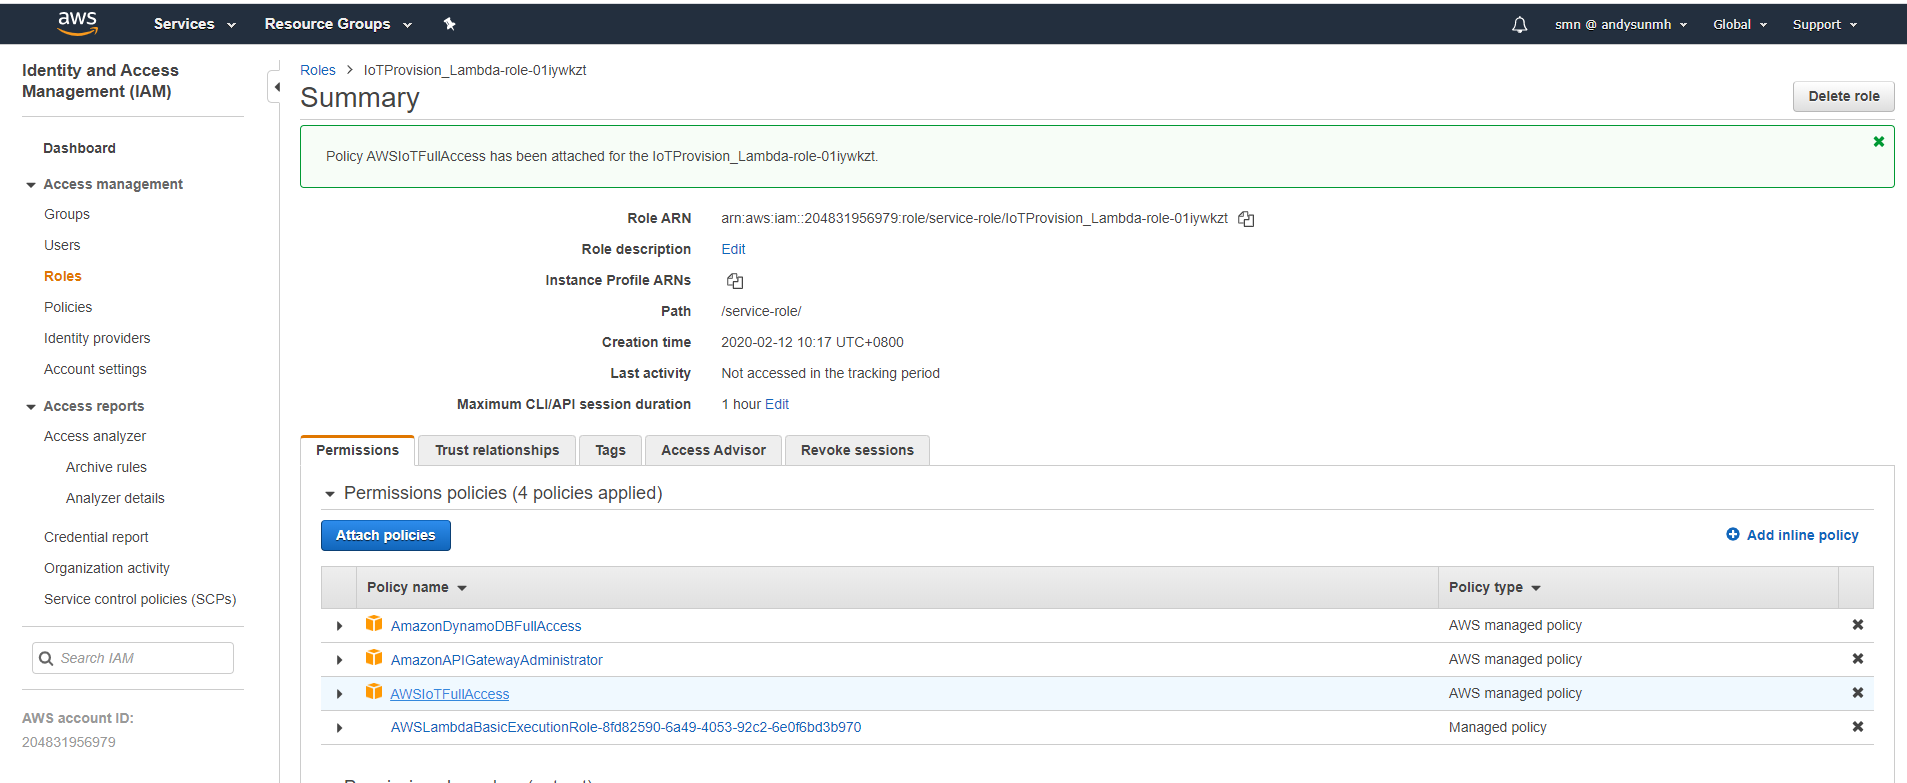 aws
Services
Resource Groups
smn @ andysunmh
Global
Support
Identity and Access
Management (IAM)
Dashboard
Access management
Groups
Users
Roles
Policies
Identity providers
Account settings
Access reports
Access analyzer
Archive rules
Analyzer details
Credential report
Organization activity
Service control policies (SCPs)
Search IAM
AWS account ID:
204831956979
Roles > IoTProvision_Lambda-role-01iywkzt
Summary
Delete role
Policy AWSIoTFullAccess has been attached for the IoTProvision_Lambda-role-01iywkzt.
Role ARN arn:aws:iam::204831956979:role/service-role/IoTProvision_Lambda-role-01iywkzt
Role description Edit
Instance Profile ARNs
Path /service-role/
Creation time 2020-02-12 10:17 UTC+0800
Last activity Not accessed in the tracking period
Maximum CLI/API session duration 1 hour Edit
Permissions
Trust relationships
Tags
Access Advisor
Revoke sessions
Permissions policies (4 policies applied)
Attach policies
Add inline policy
Policy name Policy type
AmazonDynamoDBFullAccess AWS managed policy
AmazonAPIGatewayAdministrator AWS managed policy
AWSIoTFullAccess AWS managed policy
AWSLambdaBasicExecutionRole-8fd82590-6a49-4053-92c2-6e0f6bd3b970 Managed policy